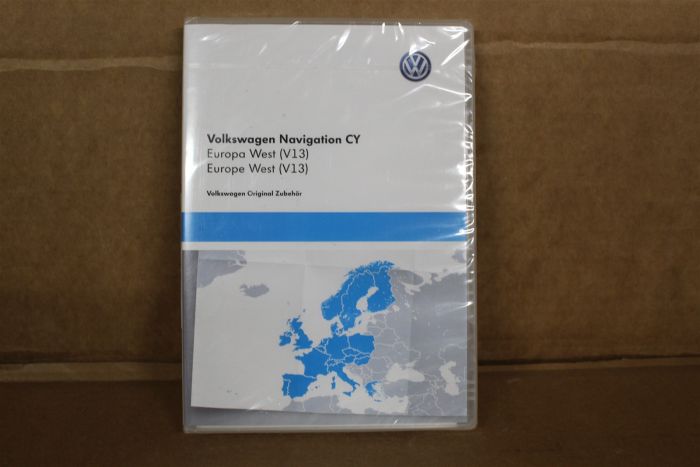 Volkswagen Navigation CY
Europa West (V13)
Europe West (V13)
Volkswagen Original Zubehör